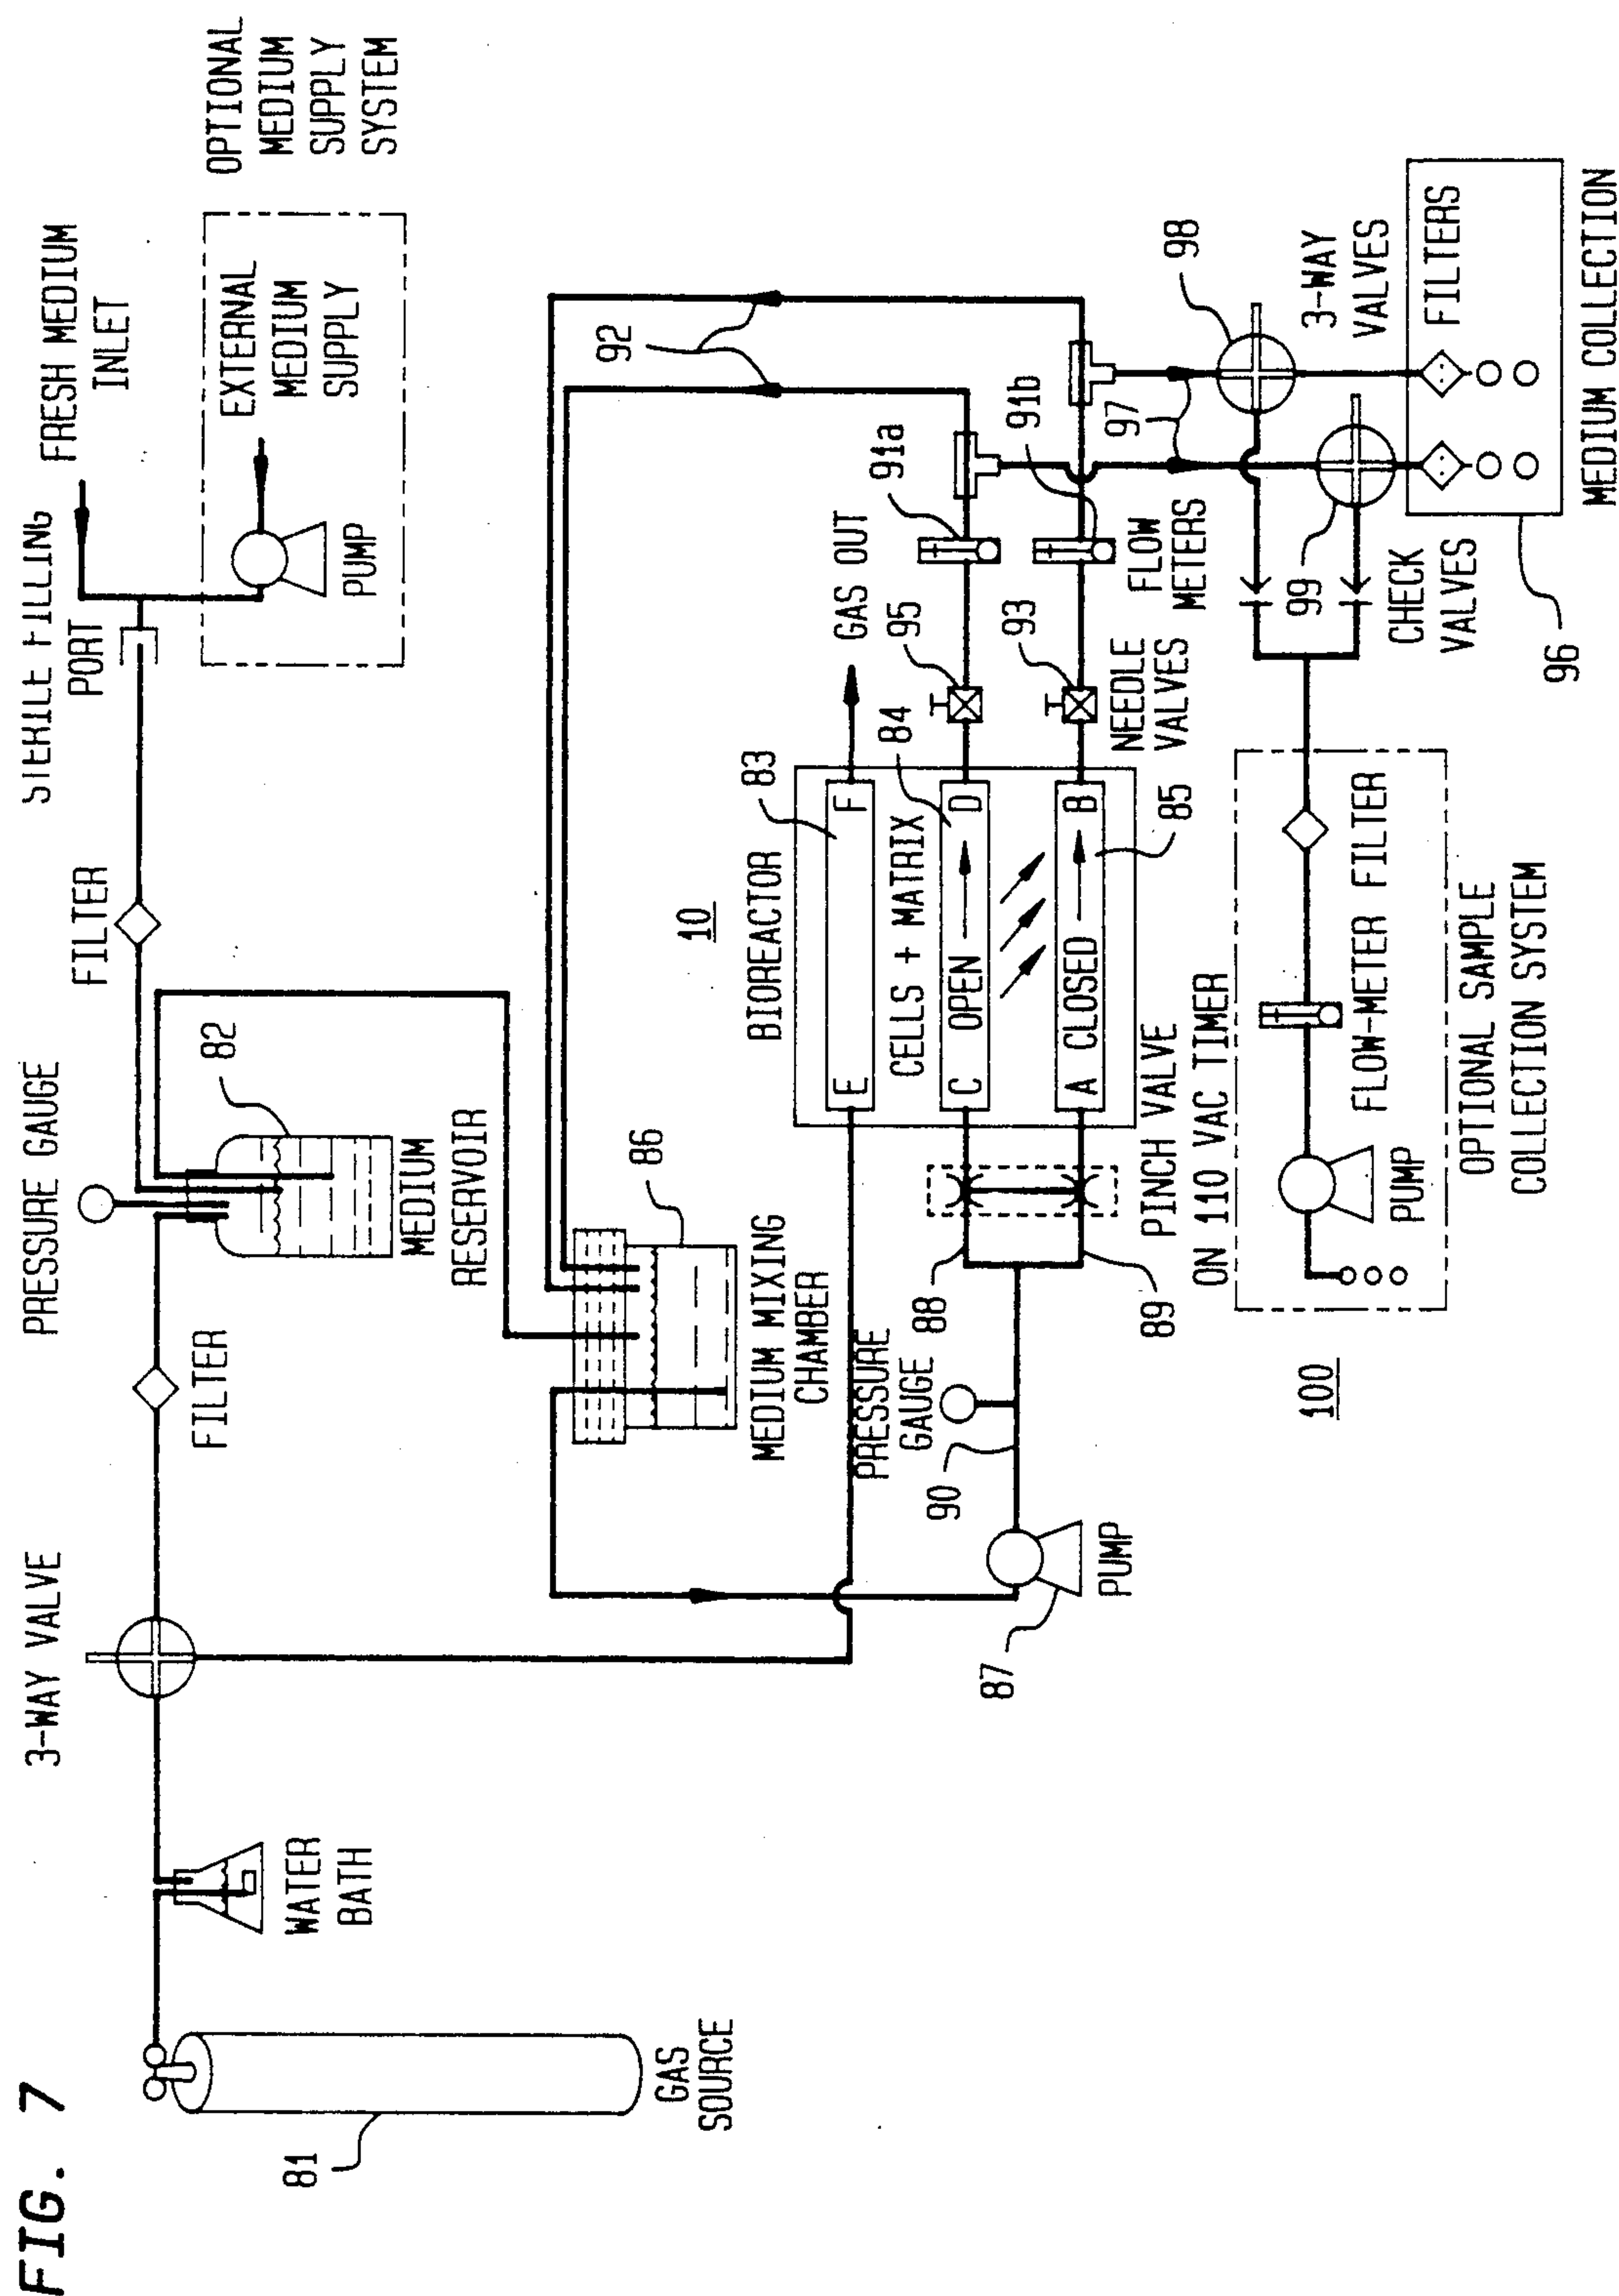 FIG. 7
STERILE FILLING
PORT
FRESH MEDIUM
INLET
OPTIONAL
MEDIUM
SUPPLY
SYSTEM
EXTERNAL
MEDIUM
SUPPLY
PUMP
FILTER
PRESSURE GAUGE
82
MEDIUM
RESERVOIR
FILTER
3-WAY VALVE
WATER
BATH
81
GAS
SOURCE
86
MEDIUM MIXING
CHAMBER
92
10
BIOREACTOR
83
E
F
GAS OUT
CELLS + MATRIX
84
C OPEN
D
A CLOSED
B
85
95
93
NEEDLE
VALVES
91a
91b
FLOW
METERS
97
98
3-WAY
VALVES
99
CHECK
VALVES
FILTERS
96
MEDIUM COLLECTION
PRESSURE
GAUGE
88
89
90
87
PUMP
PINCH VALVE
ON 110 VAC TIMER
FLOW-METER FILTER
PUMP
OPTIONAL SAMPLE
COLLECTION SYSTEM
100